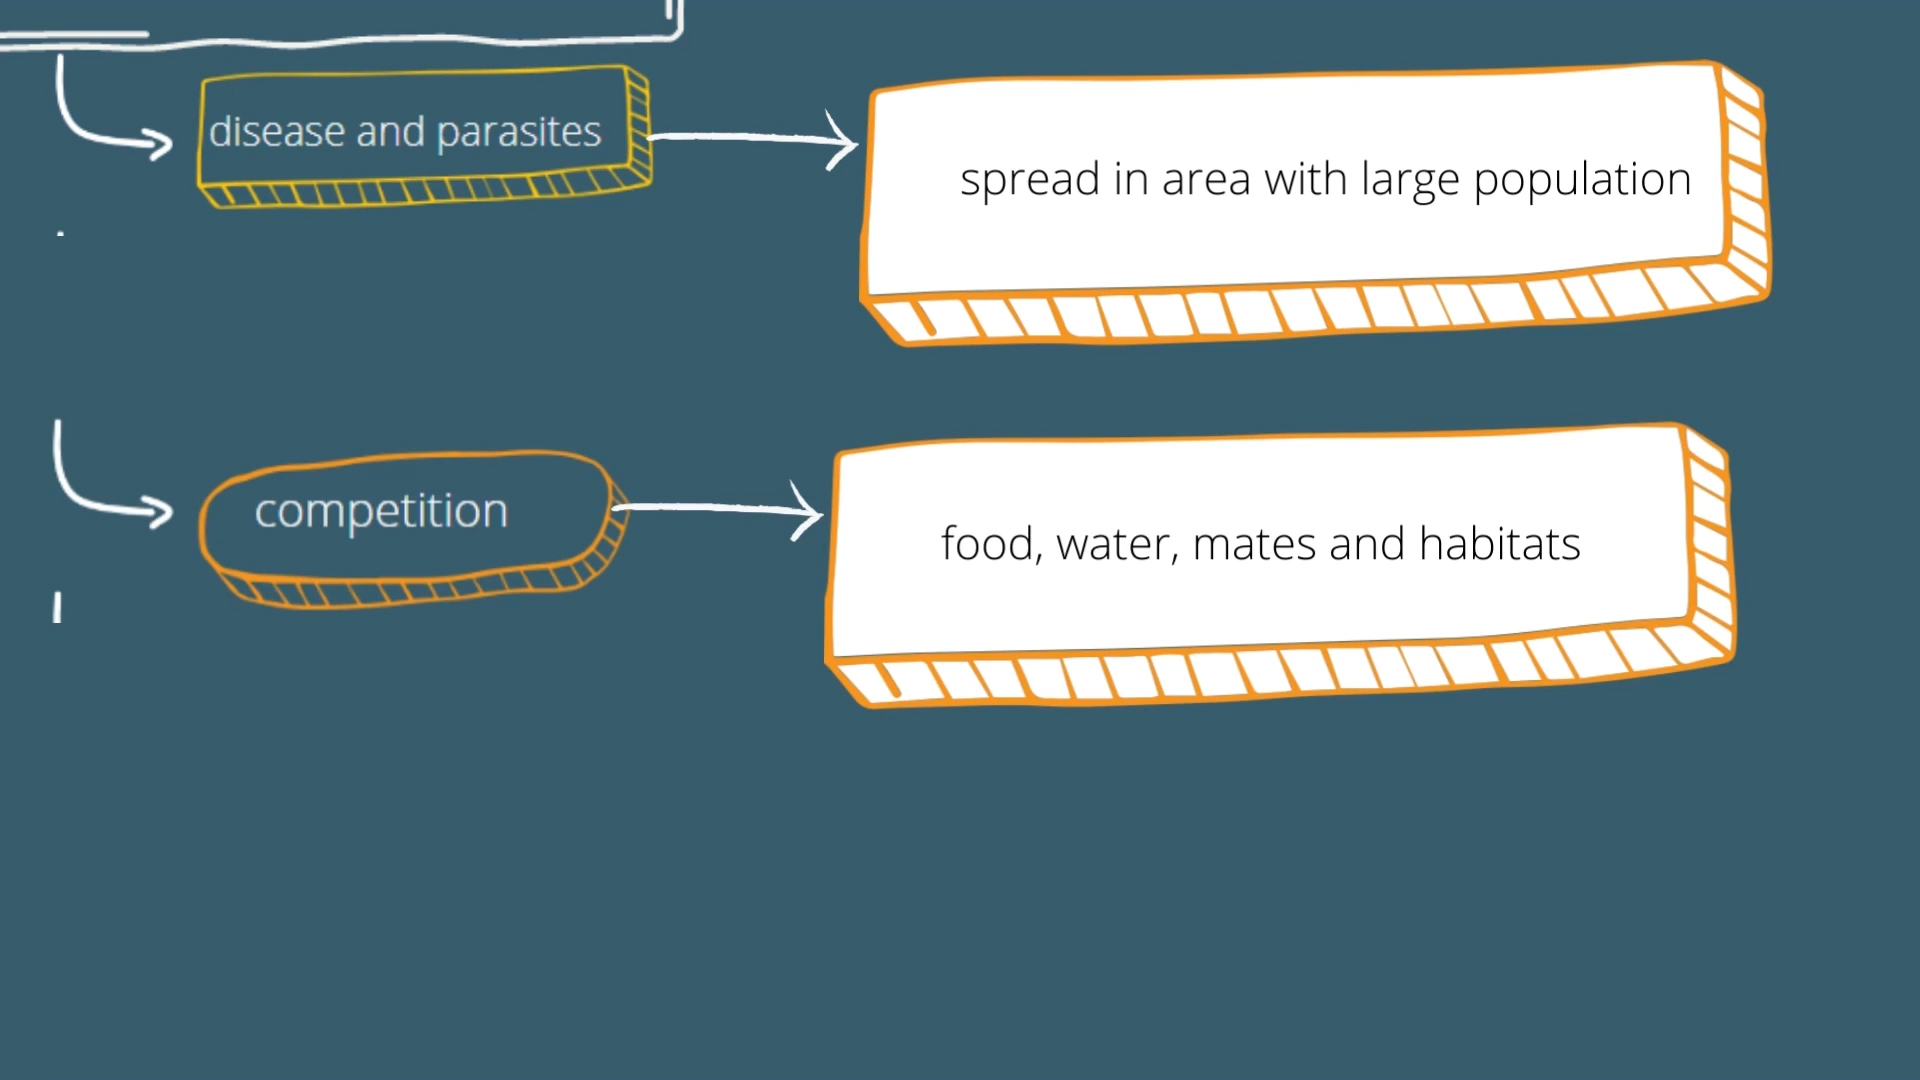 disease and parasites
spread in area with large population
competition
food, water, mates and habitats